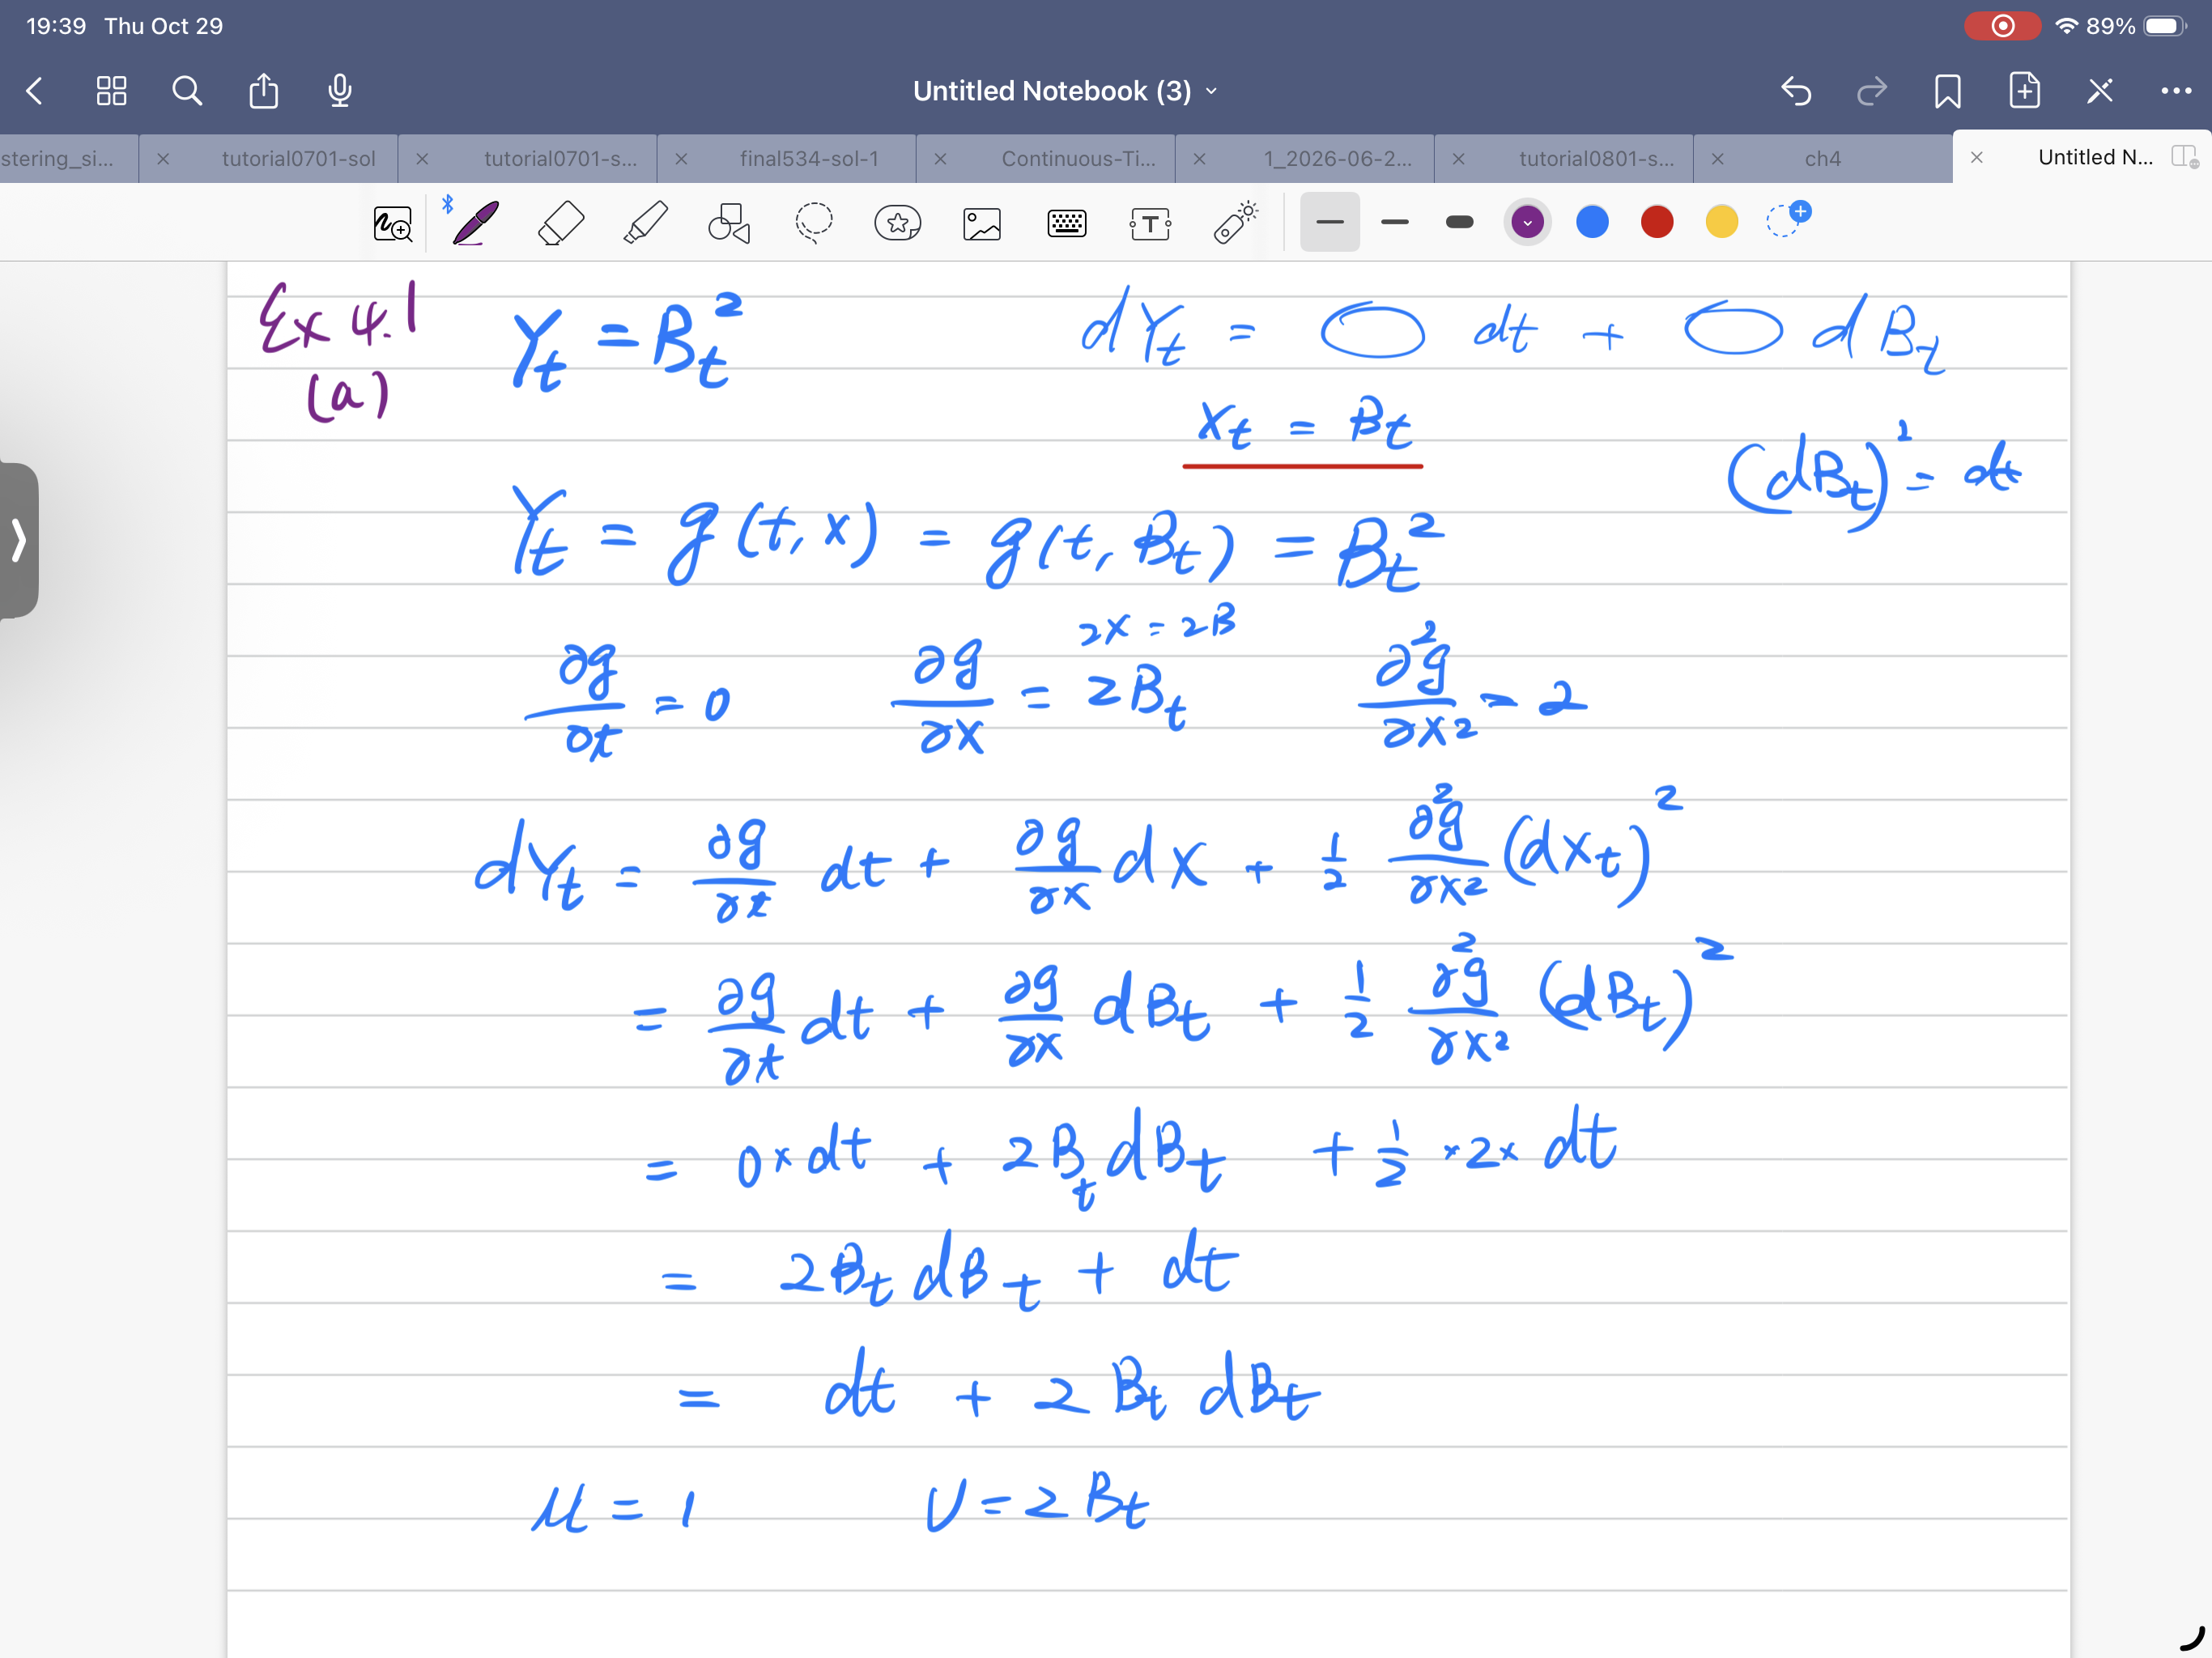 19:39 Thu Oct 29 89%
Untitled Notebook (3)
stering_si... tutorial0701-sol tutorial0701-s... final534-sol-1 Continuous-Ti... 1_2026-06-2... tutorial0801-s... ch4 Untitled N...
Ex 4.1 Y_t = B_t^2 dY_t = ◯ dt + ◯ dB_t
(a)
X_t = B_t
(dB_t)^2 = dt
Y_t = g(t, x) = g(t, B_t) = B_t^2
2x = 2B
∂g/∂t = 0 ∂g/∂x = 2B_t ∂^2g/∂x^2 = 2
dY_t = ∂g/∂t dt + ∂g/∂x dX + 1/2 ∂^2g/∂x^2 (dX_t)^2
= ∂g/∂t dt + ∂g/∂x dB_t + 1/2 ∂^2g/∂x^2 (dB_t)^2
= 0 × dt + 2B_t dB_t + 1/2 × 2 × dt
= 2B_t dB_t + dt
= dt + 2 B_t dB_t
u = 1 v = 2 B_t